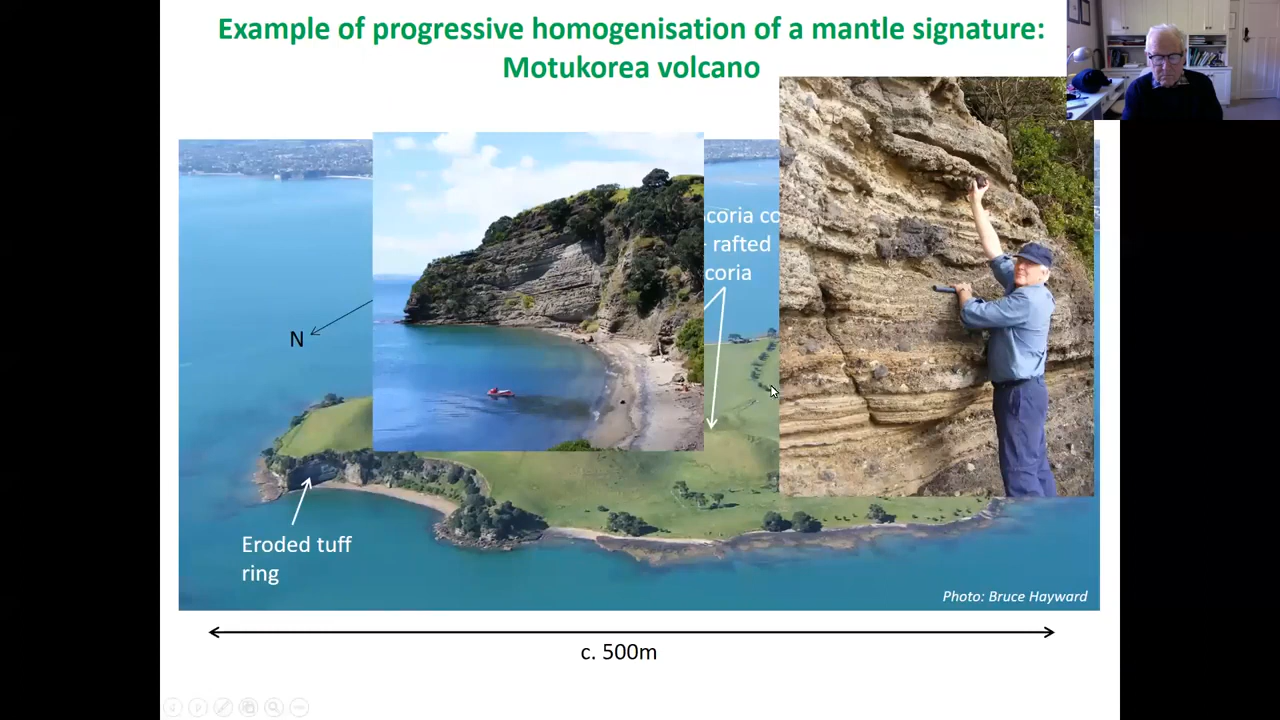 Example of progressive homogenisation of a mantle signature:
Motukorea volcano
scoria co
rafted
coria
N
Eroded tuff
ring
Photo: Bruce Hayward
c. 500m